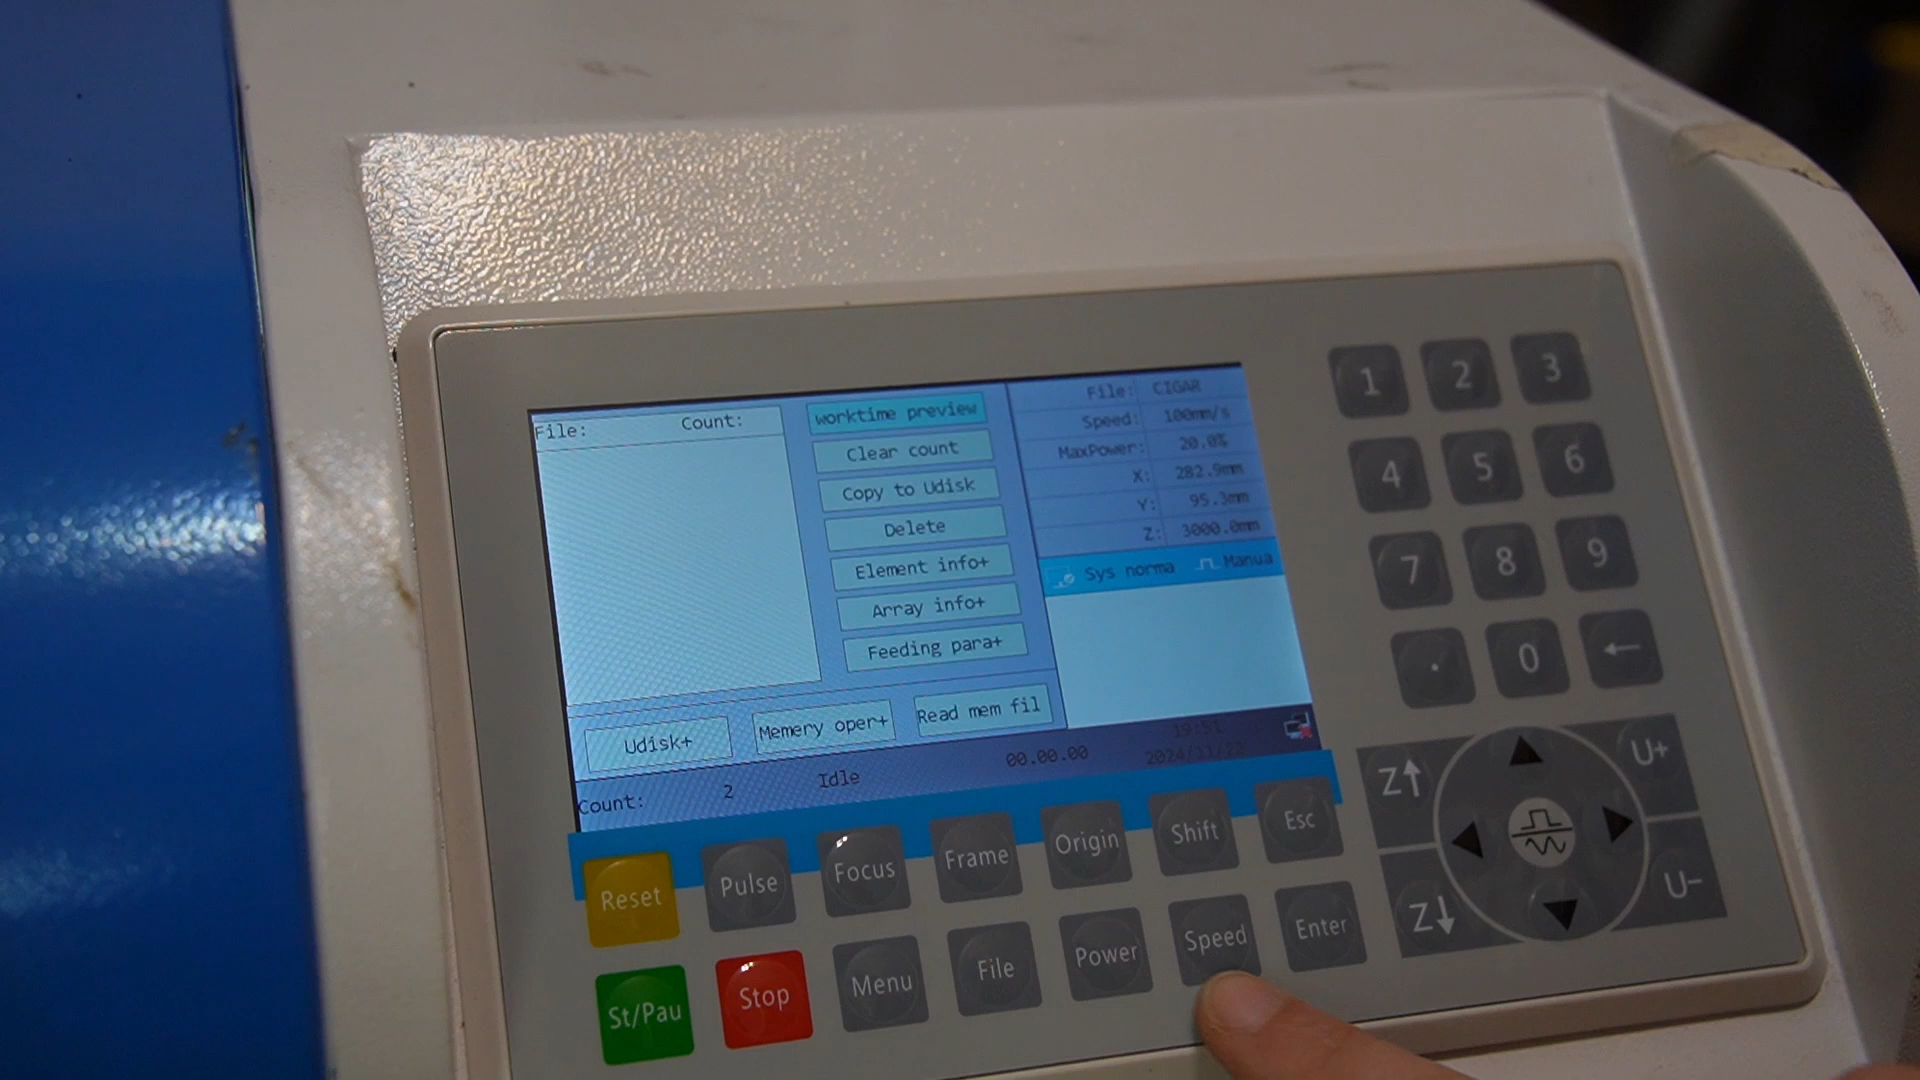 File: Count:
worktime preview
Clear count
Copy to Udisk
Delete
Element info+
Array info+
Feeding para+
Udisk+
Memery oper+
Read mem fil
File: CIGAR
Speed: 100mm/s
MaxPower: 20.0%
X: 282.9mm
Y: 95.3mm
Z: 3000.0mm
Sys norma Manua
Count: 2 Idle 00.00.00
19:51
Reset Pulse Focus Frame Origin Shift Esc
St/Pau Stop Menu File Power Speed Enter
1 2 3
4 5 6
7 8 9
. 0 ←
Z↑ U+
Z↓ U-